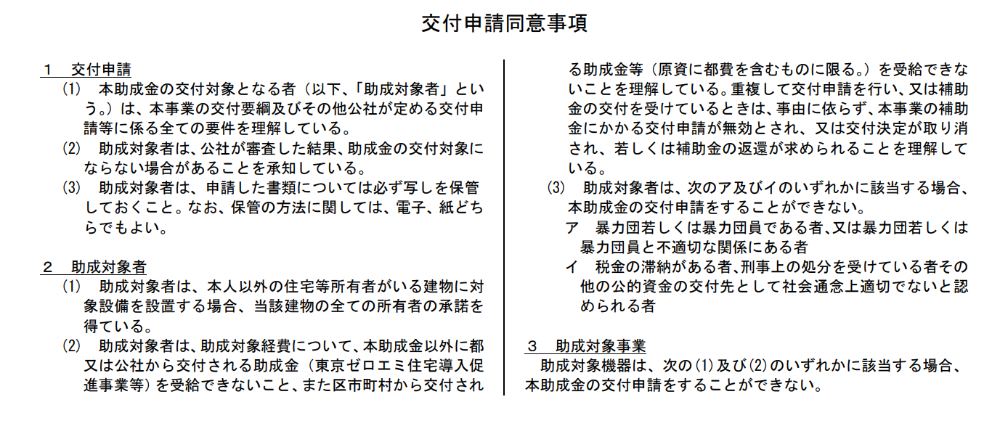 交付申請同意事項
１　交付申請
(1)　本助成金の交付対象となる者（以下、「助成対象者」とい
う。）は、本事業の交付要綱及びその他公社が定める交付申
請等に係る全ての要件を理解している。
(2)　助成対象者は、公社が審査した結果、助成金の交付対象に
ならない場合があることを承知している。
(3)　助成対象者は、申請した書類については必ず写しを保管
しておくこと。なお、保管の方法に関しては、電子、紙どち
らでもよい。
２　助成対象者
(1)　助成対象者は、本人以外の住宅等所有者がいる建物に対
象設備を設置する場合、当該建物の全ての所有者の承諾を
得ている。
(2)　助成対象者は、助成対象経費について、本助成金以外に都
又は公社から交付される助成金（東京ゼロエミ住宅導入促
進事業等）を受給できないこと、また区市町村から交付され
る助成金等（原資に都費を含むものに限る。）を受給できな
いことを理解している。重複して交付申請を行い、又は補助
金の交付を受けているときは、事由に依らず、本事業の補助
金にかかる交付申請が無効とされ、又は交付決定が取り消
され、若しくは補助金の返還が求められることを理解して
いる。
(3)　助成対象者は、次のア及びイのいずれかに該当する場合、
本助成金の交付申請をすることができない。
ア　暴力団若しくは暴力団員である者、又は暴力団若しくは
暴力団員と不適切な関係にある者
イ　税金の滞納がある者、刑事上の処分を受けている者その
他の公的資金の交付先として社会通念上適切でないと認
められる者
３　助成対象事業
助成対象機器は、次の(1)及び(2)のいずれかに該当する場合、
本助成金の交付申請をすることができない。